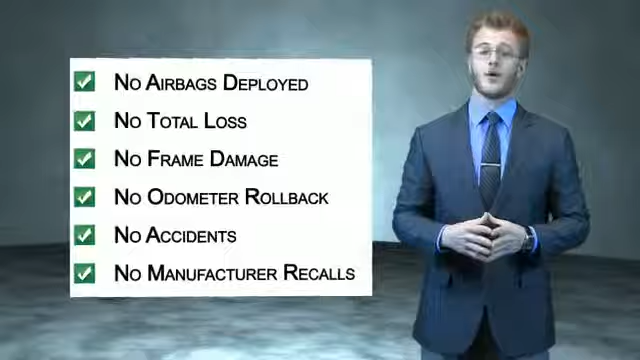 No Airbags Deployed
No Total Loss
No Frame Damage
No Odometer Rollback
No Accidents
No Manufacturer Recalls